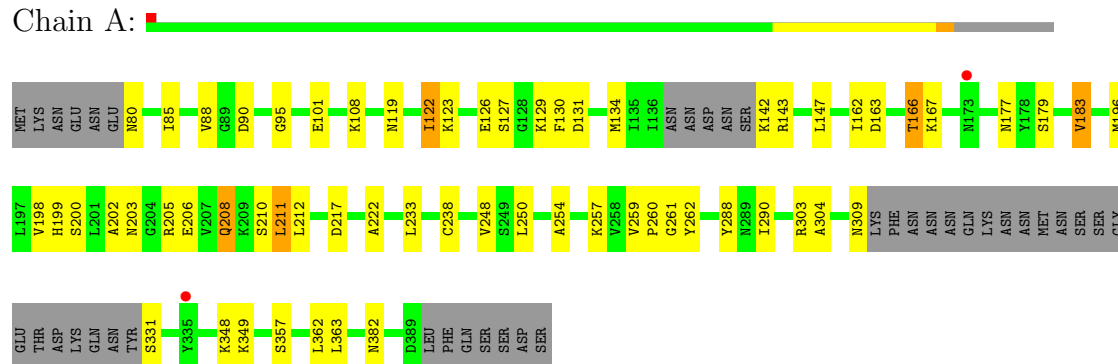 Chain A:
MET LYS ASN GLU ASN GLU N80 I85 V88 G89 D90 G95 E101 K108 N119 I122 K123 E126 S127 G128 K129 F130 D131 M134 I135 I136 ASN ASN ASP ASN SER K142 R143 L147 I162 D163 T166 K167 N173 N177 Y178 S179 V183 M196
L197 V198 H199 S200 L201 A202 N203 G204 R205 E206 V207 Q208 K209 S210 L211 L212 D217 A222 L233 C238 V248 S249 L250 A254 K257 V258 V259 P260 G261 Y262 Y288 N289 I290 R303 A304 N309 LYS PHE ASN ASN ASN GLN LYS ASN ASN MET ASN SER SER GLY
GLU THR ASP LYS GLN ASN TYR S331 Y335 K348 K349 S357 L362 L363 N382 D389 LEU PHE GLN SER SER ASP SER